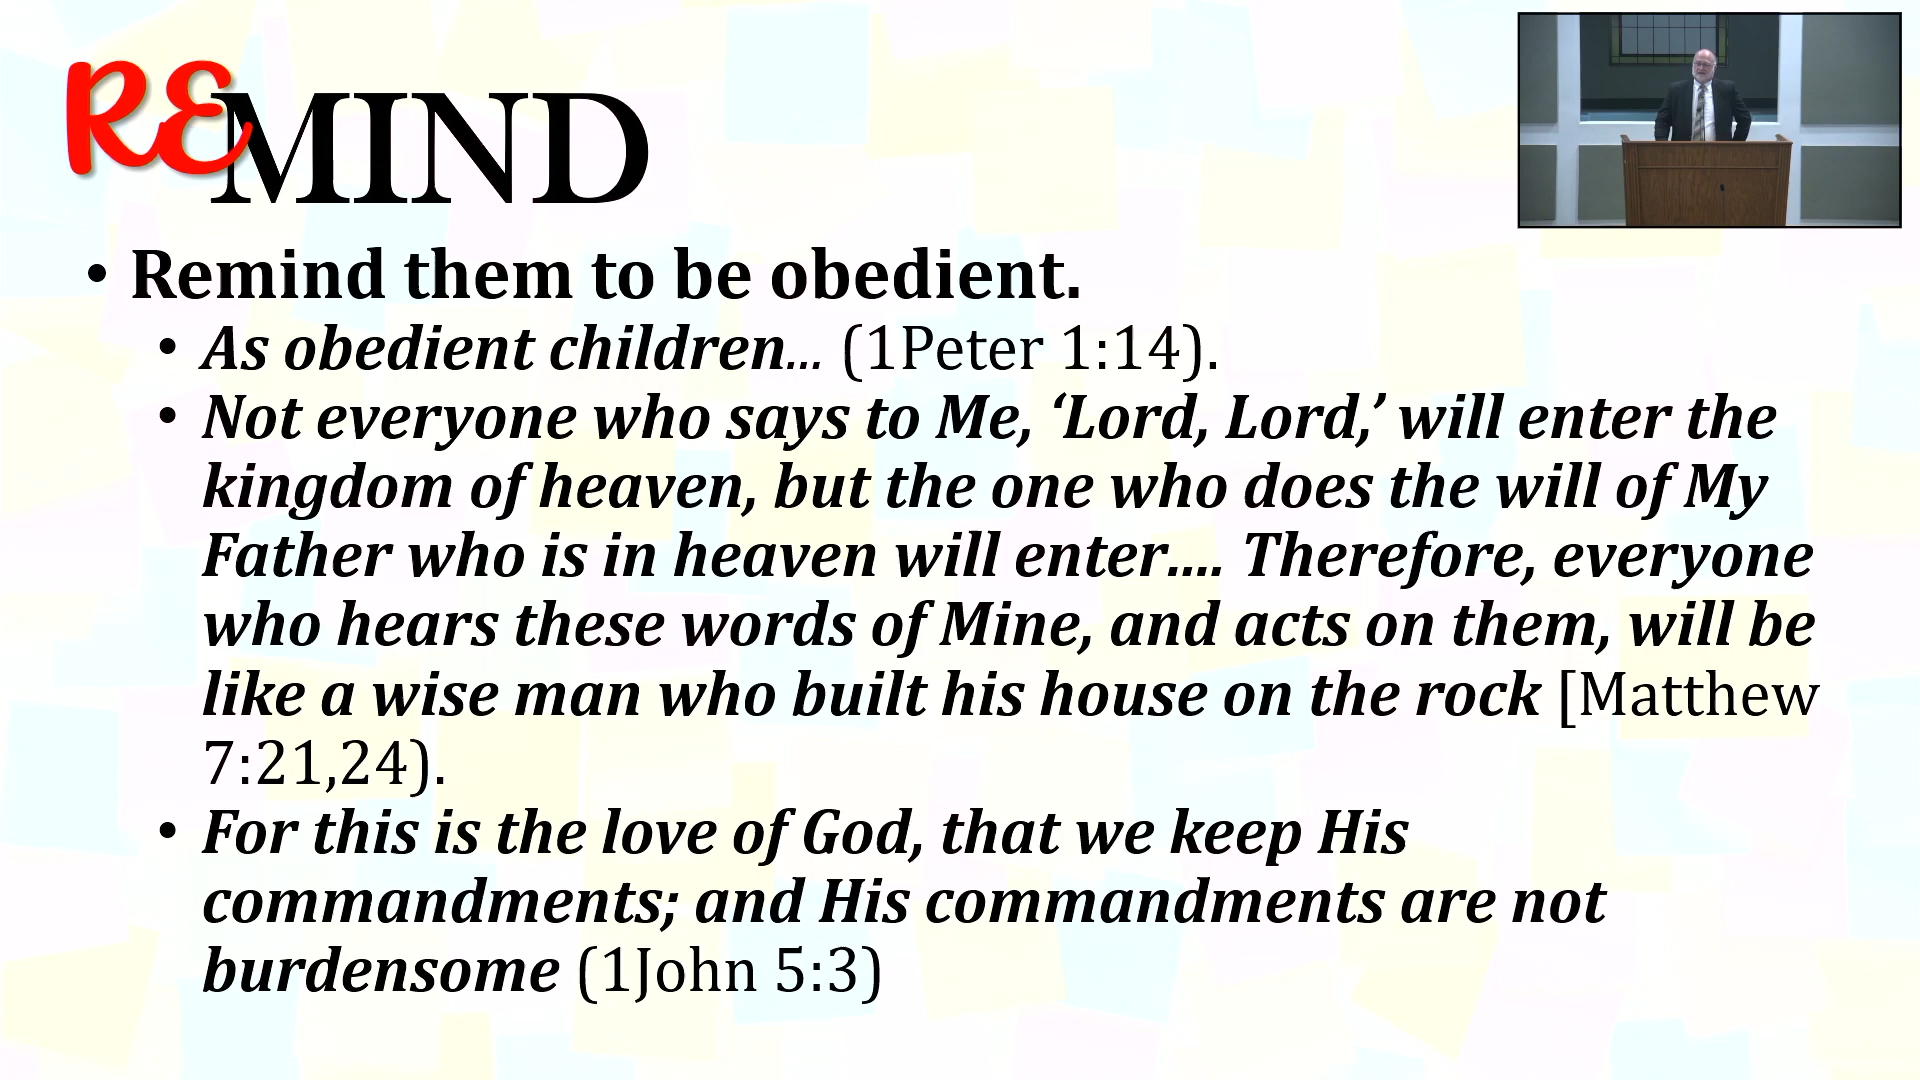 REMIND
• Remind them to be obedient.
• As obedient children... (1Peter 1:14).
• Not everyone who says to Me, ‘Lord, Lord,’ will enter the
kingdom of heaven, but the one who does the will of My
Father who is in heaven will enter.... Therefore, everyone
who hears these words of Mine, and acts on them, will be
like a wise man who built his house on the rock [Matthew
7:21,24).
• For this is the love of God, that we keep His
commandments; and His commandments are not
burdensome (1John 5:3)